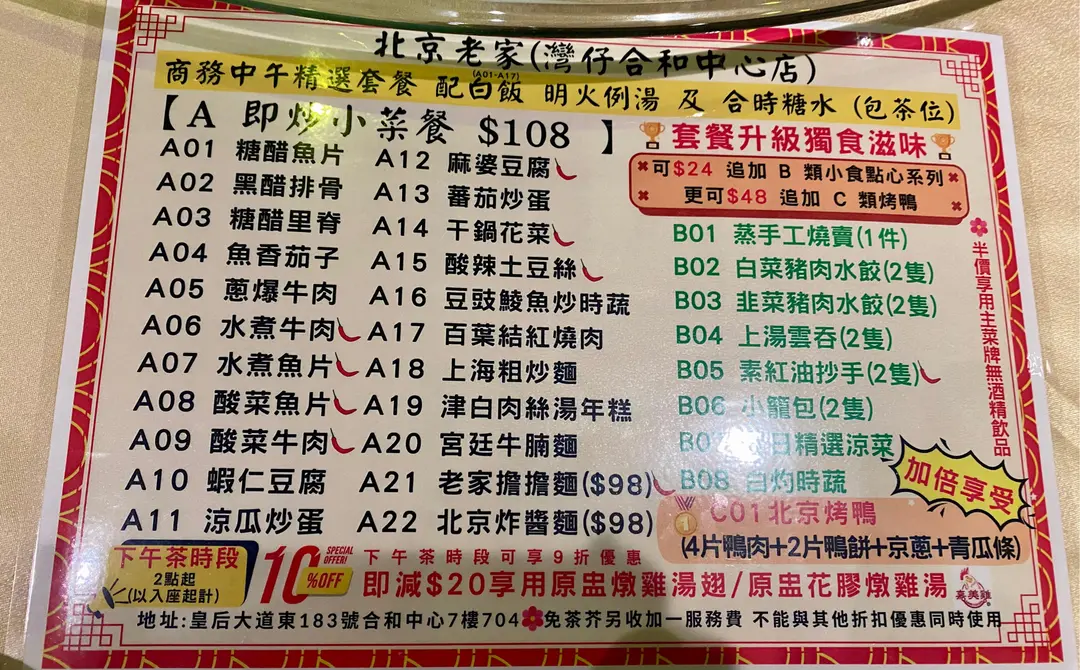 北京老家(灣仔合和中心店)
商務中午精選套餐 配白飯 明火例湯 及 合時糖水 (包茶位)
(A01-A17)
【A 即炒小菜餐 $108 】
A01 糖醋魚片
A02 黑醋排骨
A03 糖醋里脊
A04 魚香茄子
A05 蔥爆牛肉
A06 水煮牛肉
A07 水煮魚片
A08 酸菜魚片
A09 酸菜牛肉
A10 蝦仁豆腐
A11 涼瓜炒蛋
A12 麻婆豆腐
A13 蕃茄炒蛋
A14 干鍋花菜
A15 酸辣土豆絲
A16 豆豉鯪魚炒時蔬
A17 百葉結紅燒肉
A18 上海粗炒麵
A19 津白肉絲湯年糕
A20 宮廷牛腩麵
A21 老家擔擔麵($98)
A22 北京炸醬麵($98)
套餐升級獨食滋味
可$24 追加 B 類小食點心系列
更可$48 追加 C 類烤鴨
B01 蒸手工燒賣(1件)
B02 白菜豬肉水餃(2隻)
B03 韭菜豬肉水餃(2隻)
B04 上湯雲吞(2隻)
B05 素紅油抄手(2隻)
B06 小籠包(2隻)
日精選涼菜
B08 白灼時蔬
半價享用主菜牌無酒精飲品
加倍享受
C01北京烤鴨
(4片鴨肉+2片鴨餅+京蔥+青瓜條)
下午茶時段
2點起
(以入座起計)
10%OFF
SPECIAL OFFER!
下午茶時段可享9折優惠
即減$20享用原盅燉雞湯翅/原盅花膠燉雞湯
嘉美雞
地址:皇后大道東183號合和中心7樓704 免茶芥另收加一服務費 不能與其他折扣優惠同時使用